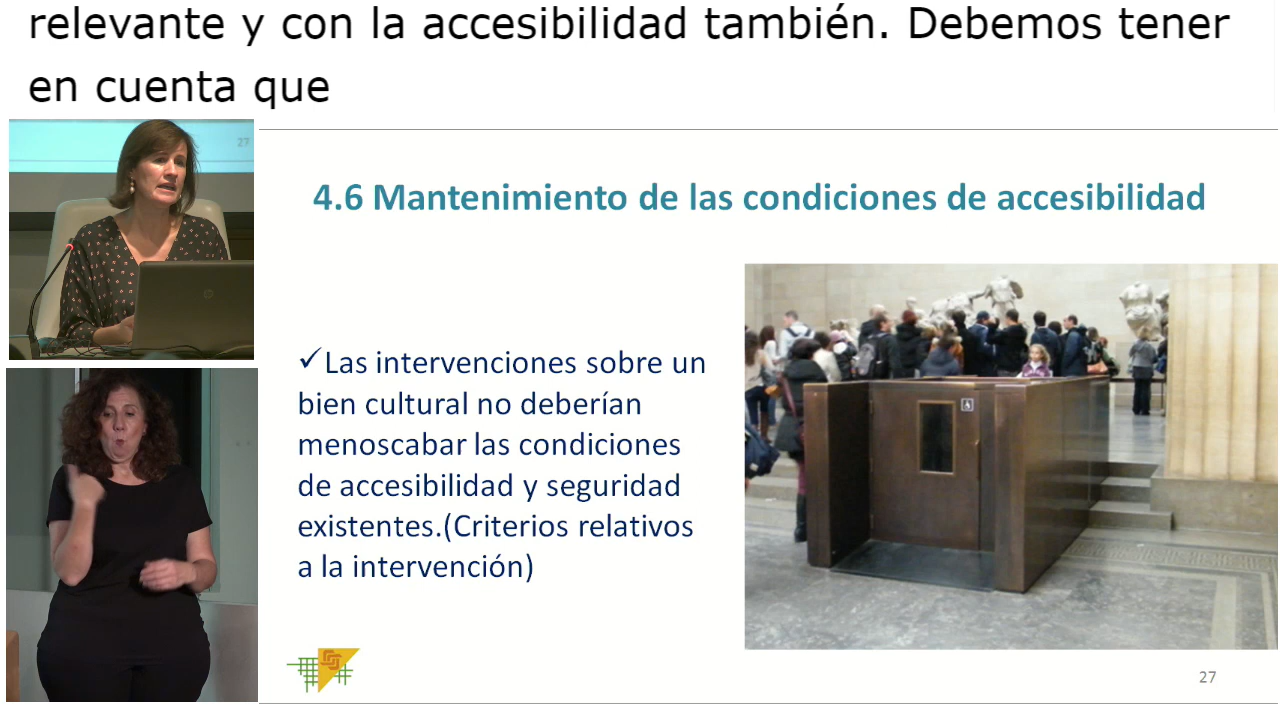 relevante y con la accesibilidad también. Debemos tener
en cuenta que
27
4.6 Mantenimiento de las condiciones de accesibilidad
✓Las intervenciones sobre un
bien cultural no deberían
menoscabar las condiciones
de accesibilidad y seguridad
existentes.(Criterios relativos
a la intervención)
27